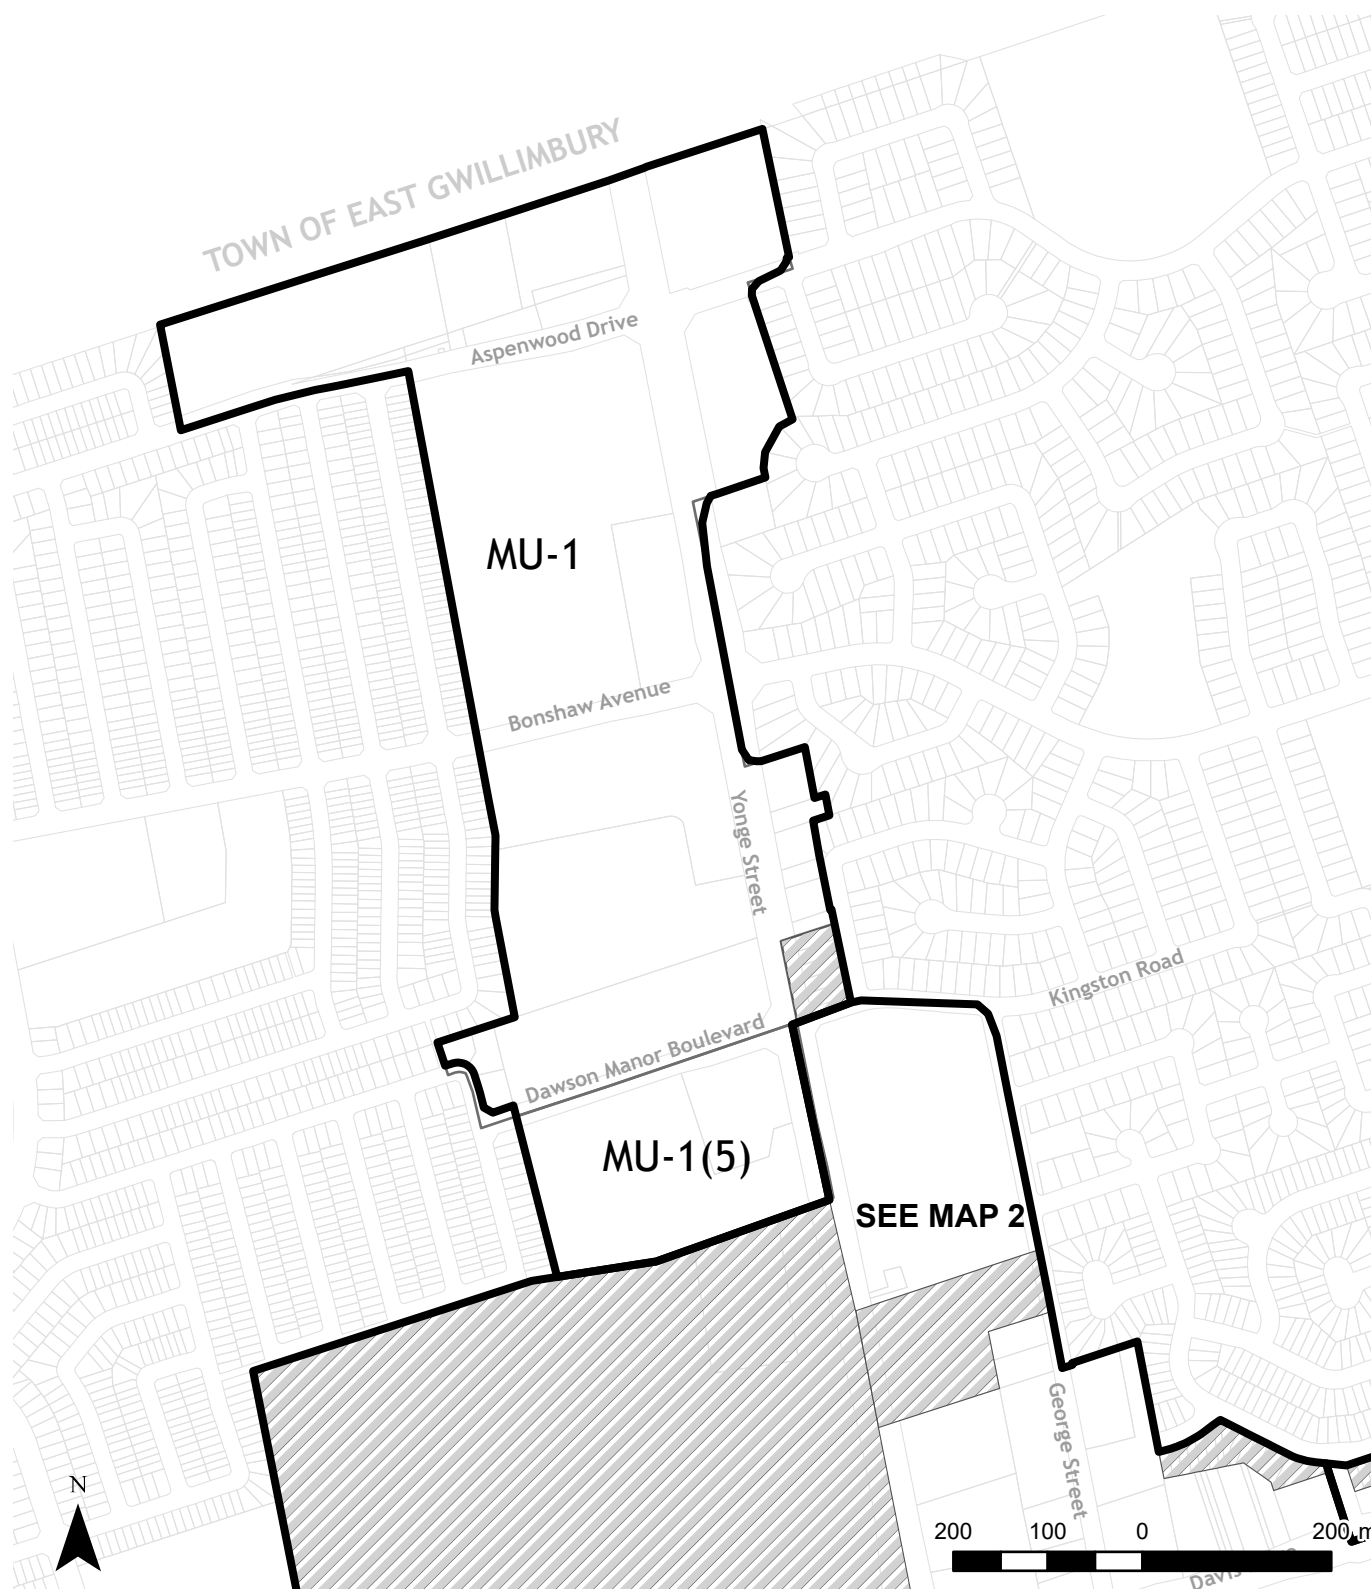 TOWN OF EAST GWILLIMBURY
Aspenwood Drive
MU-1
Bonshaw Avenue
Yonge Street
Kingston Road
Dawson Manor Boulevard
MU-1(5)
SEE MAP 2
George Street
N
200 100 0 200 m